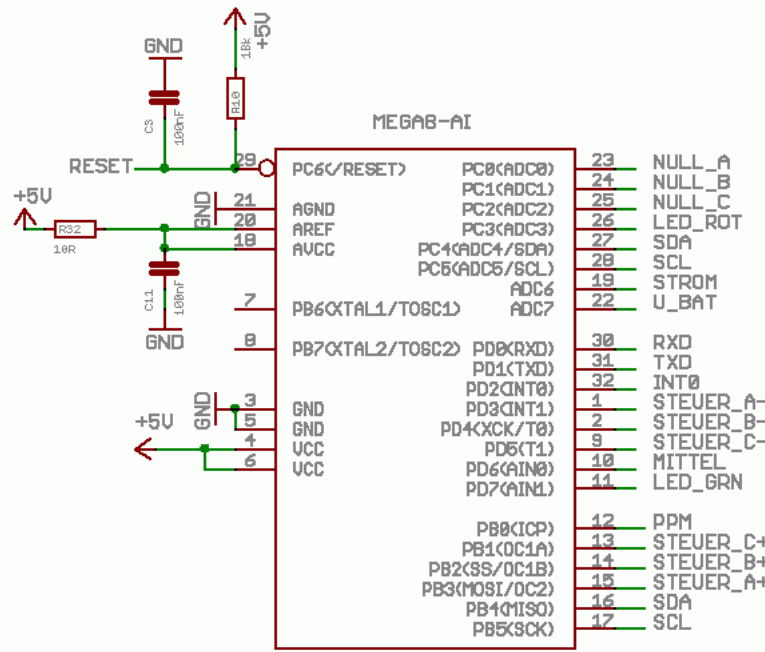 +5V
18k
GND
R10
C3
100nF
MEGA8-AI
RESET
29 PC6(/RESET) PC0(ADC0) 23 NULL_A
PC1(ADC1) 24 NULL_B
+5V GND 21 AGND PC2(ADC2) 25 NULL_C
R32 20 AREF PC3(ADC3) 26 LED_ROT
10R 18 AVCC PC4(ADC4/SDA) 27 SDA
PC5(ADC5/SCL) 28 SCL
C11 100nF ADC6 19 STROM
7 PB6(XTAL1/TOSC1) ADC7 22 U_BAT
GND
8 PB7(XTAL2/TOSC2) PD0(RXD) 30 RXD
PD1(TXD) 31 TXD
PD2(INT0) 32 INT0
GND 3 GND PD3(INT1) 1 STEUER_A-
+5V 5 GND PD4(XCK/T0) 2 STEUER_B-
4 VCC PD5(T1) 9 STEUER_C-
6 VCC PD6(AIN0) 10 MITTEL
PD7(AIN1) 11 LED_GRN
PB0(ICP) 12 PPM
PB1(OC1A) 13 STEUER_C+
PB2(SS/OC1B) 14 STEUER_B+
PB3(MOSI/OC2) 15 STEUER_A+
PB4(MISO) 16 SDA
PB5(SCK) 17 SCL